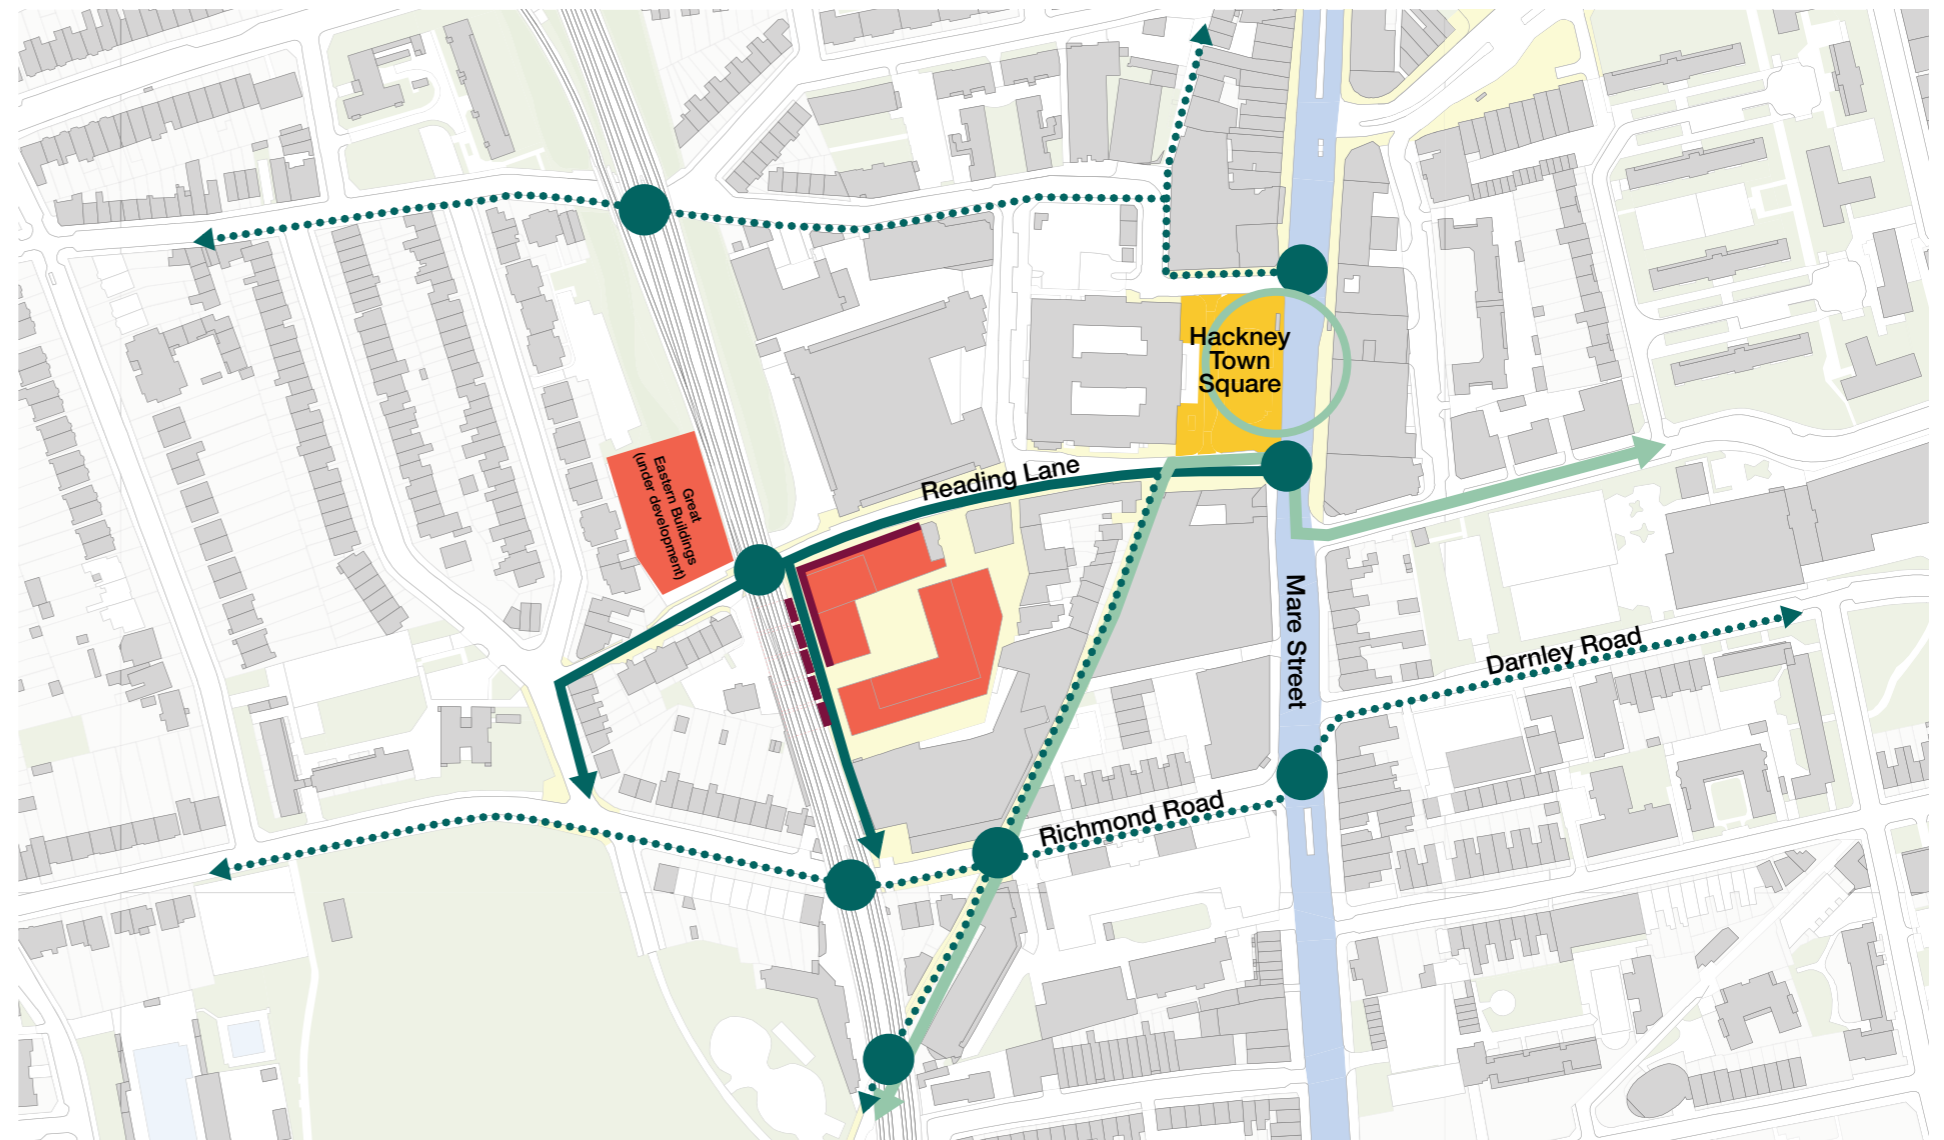 Hackney
Town
Square
Great
Eastern Buildings
(under development)
Reading Lane
Mare Street
Darnley Road
Richmond Road